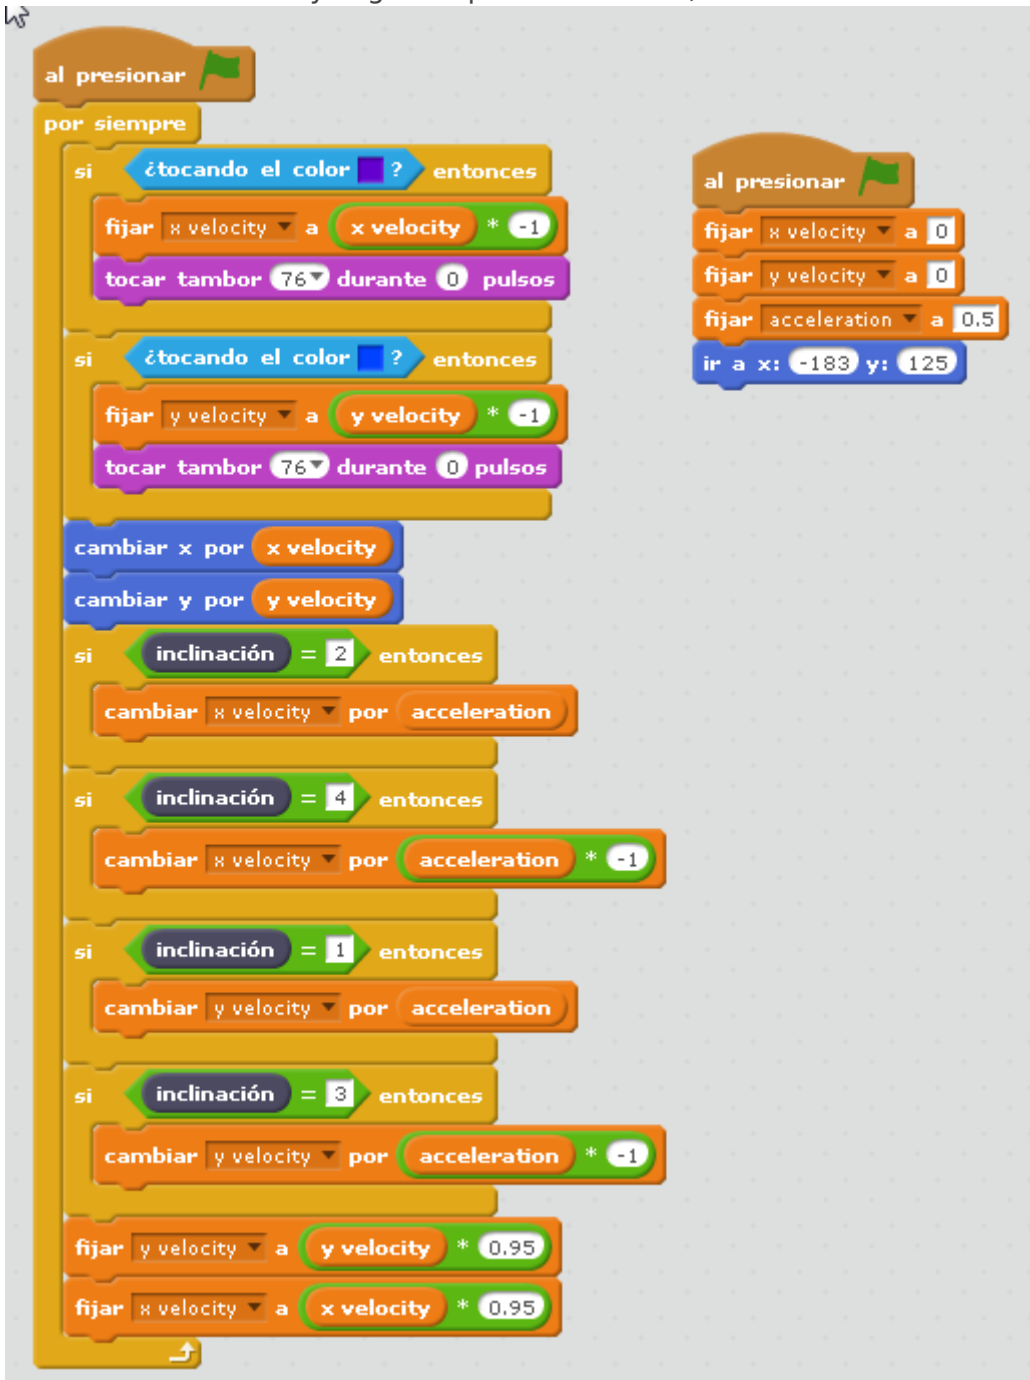 al presionar
por siempre
si ¿tocando el color ? entonces
fijar x velocity a x velocity * -1
tocar tambor 76 durante 0 pulsos
si ¿tocando el color ? entonces
fijar y velocity a y velocity * -1
tocar tambor 76 durante 0 pulsos
cambiar x por x velocity
cambiar y por y velocity
si inclinación = 2 entonces
cambiar x velocity por acceleration
si inclinación = 4 entonces
cambiar x velocity por acceleration * -1
si inclinación = 1 entonces
cambiar y velocity por acceleration
si inclinación = 3 entonces
cambiar y velocity por acceleration * -1
fijar y velocity a y velocity * 0.95
fijar x velocity a x velocity * 0.95
al presionar
fijar x velocity a 0
fijar y velocity a 0
fijar acceleration a 0.5
ir a x: -183 y: 125